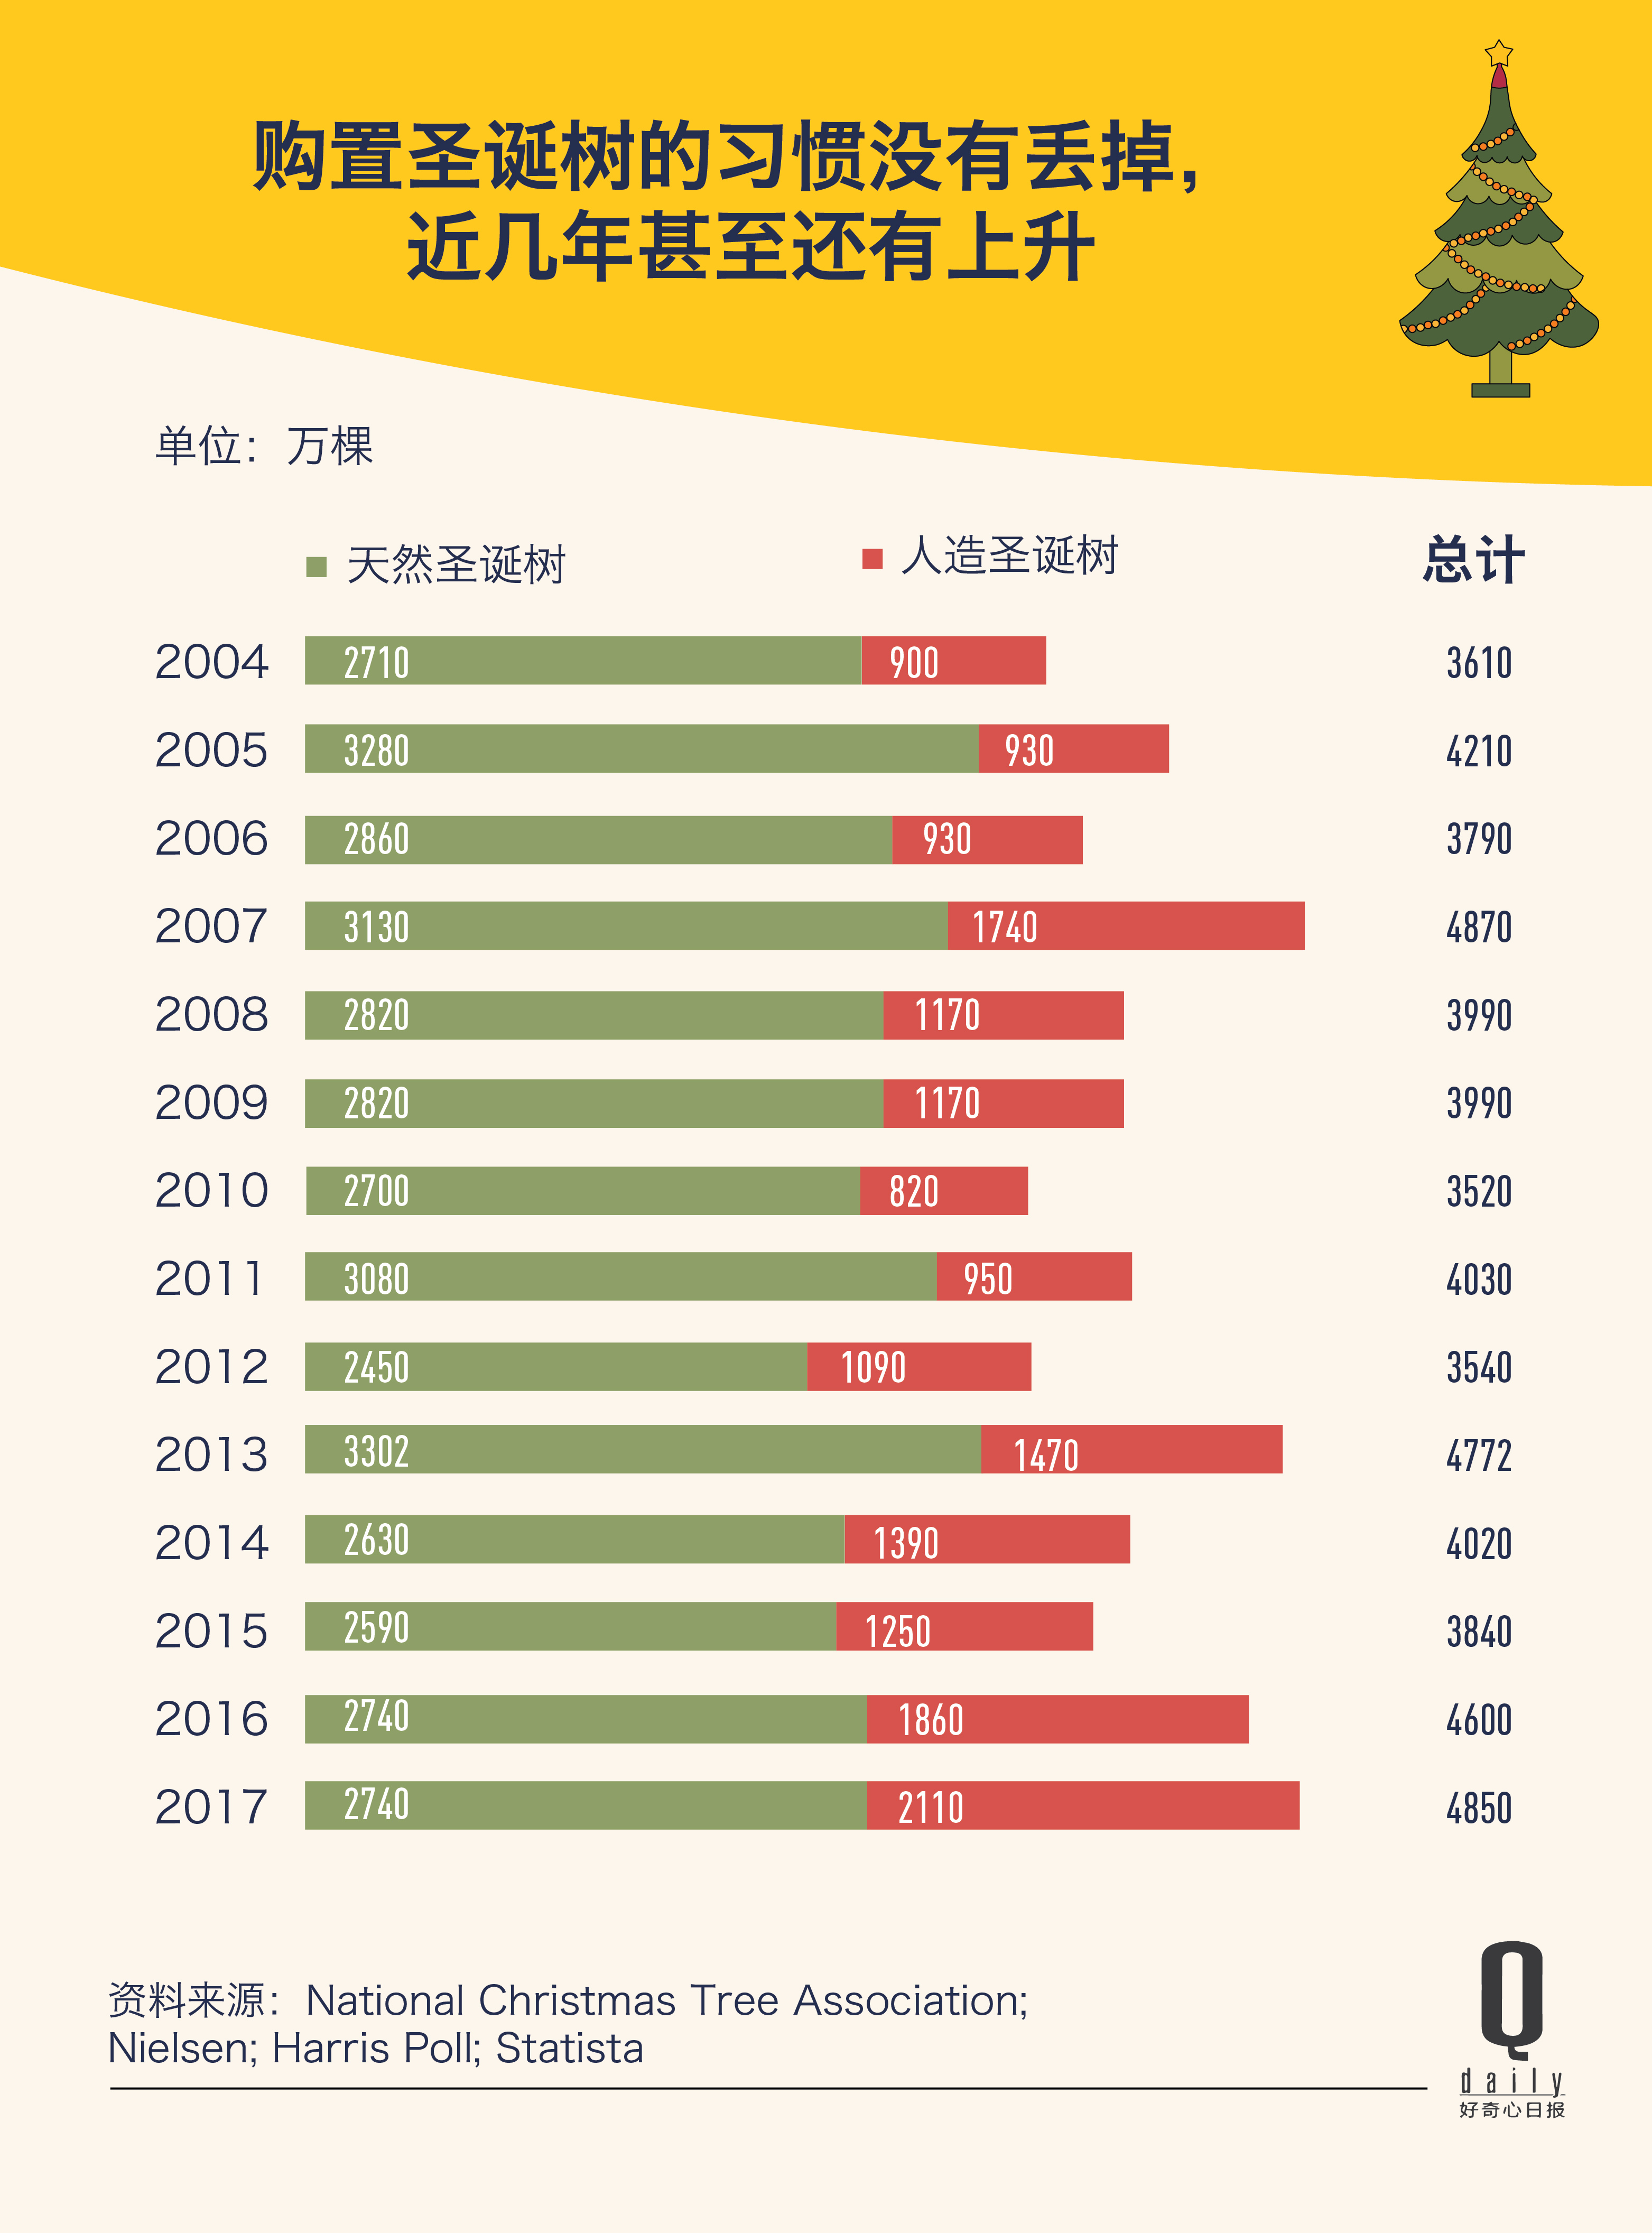 购置圣诞树的习惯没有丢掉，
近几年甚至还有上升
单位：万棵
天然圣诞树 人造圣诞树 总计
2004 2710 900 3610
2005 3280 930 4210
2006 2860 930 3790
2007 3130 1740 4870
2008 2820 1170 3990
2009 2820 1170 3990
2010 2700 820 3520
2011 3080 950 4030
2012 2450 1090 3540
2013 3302 1470 4772
2014 2630 1390 4020
2015 2590 1250 3840
2016 2740 1860 4600
2017 2740 2110 4850
资料来源：National Christmas Tree Association;
Nielsen; Harris Poll; Statista
Q
daily
好奇心日报